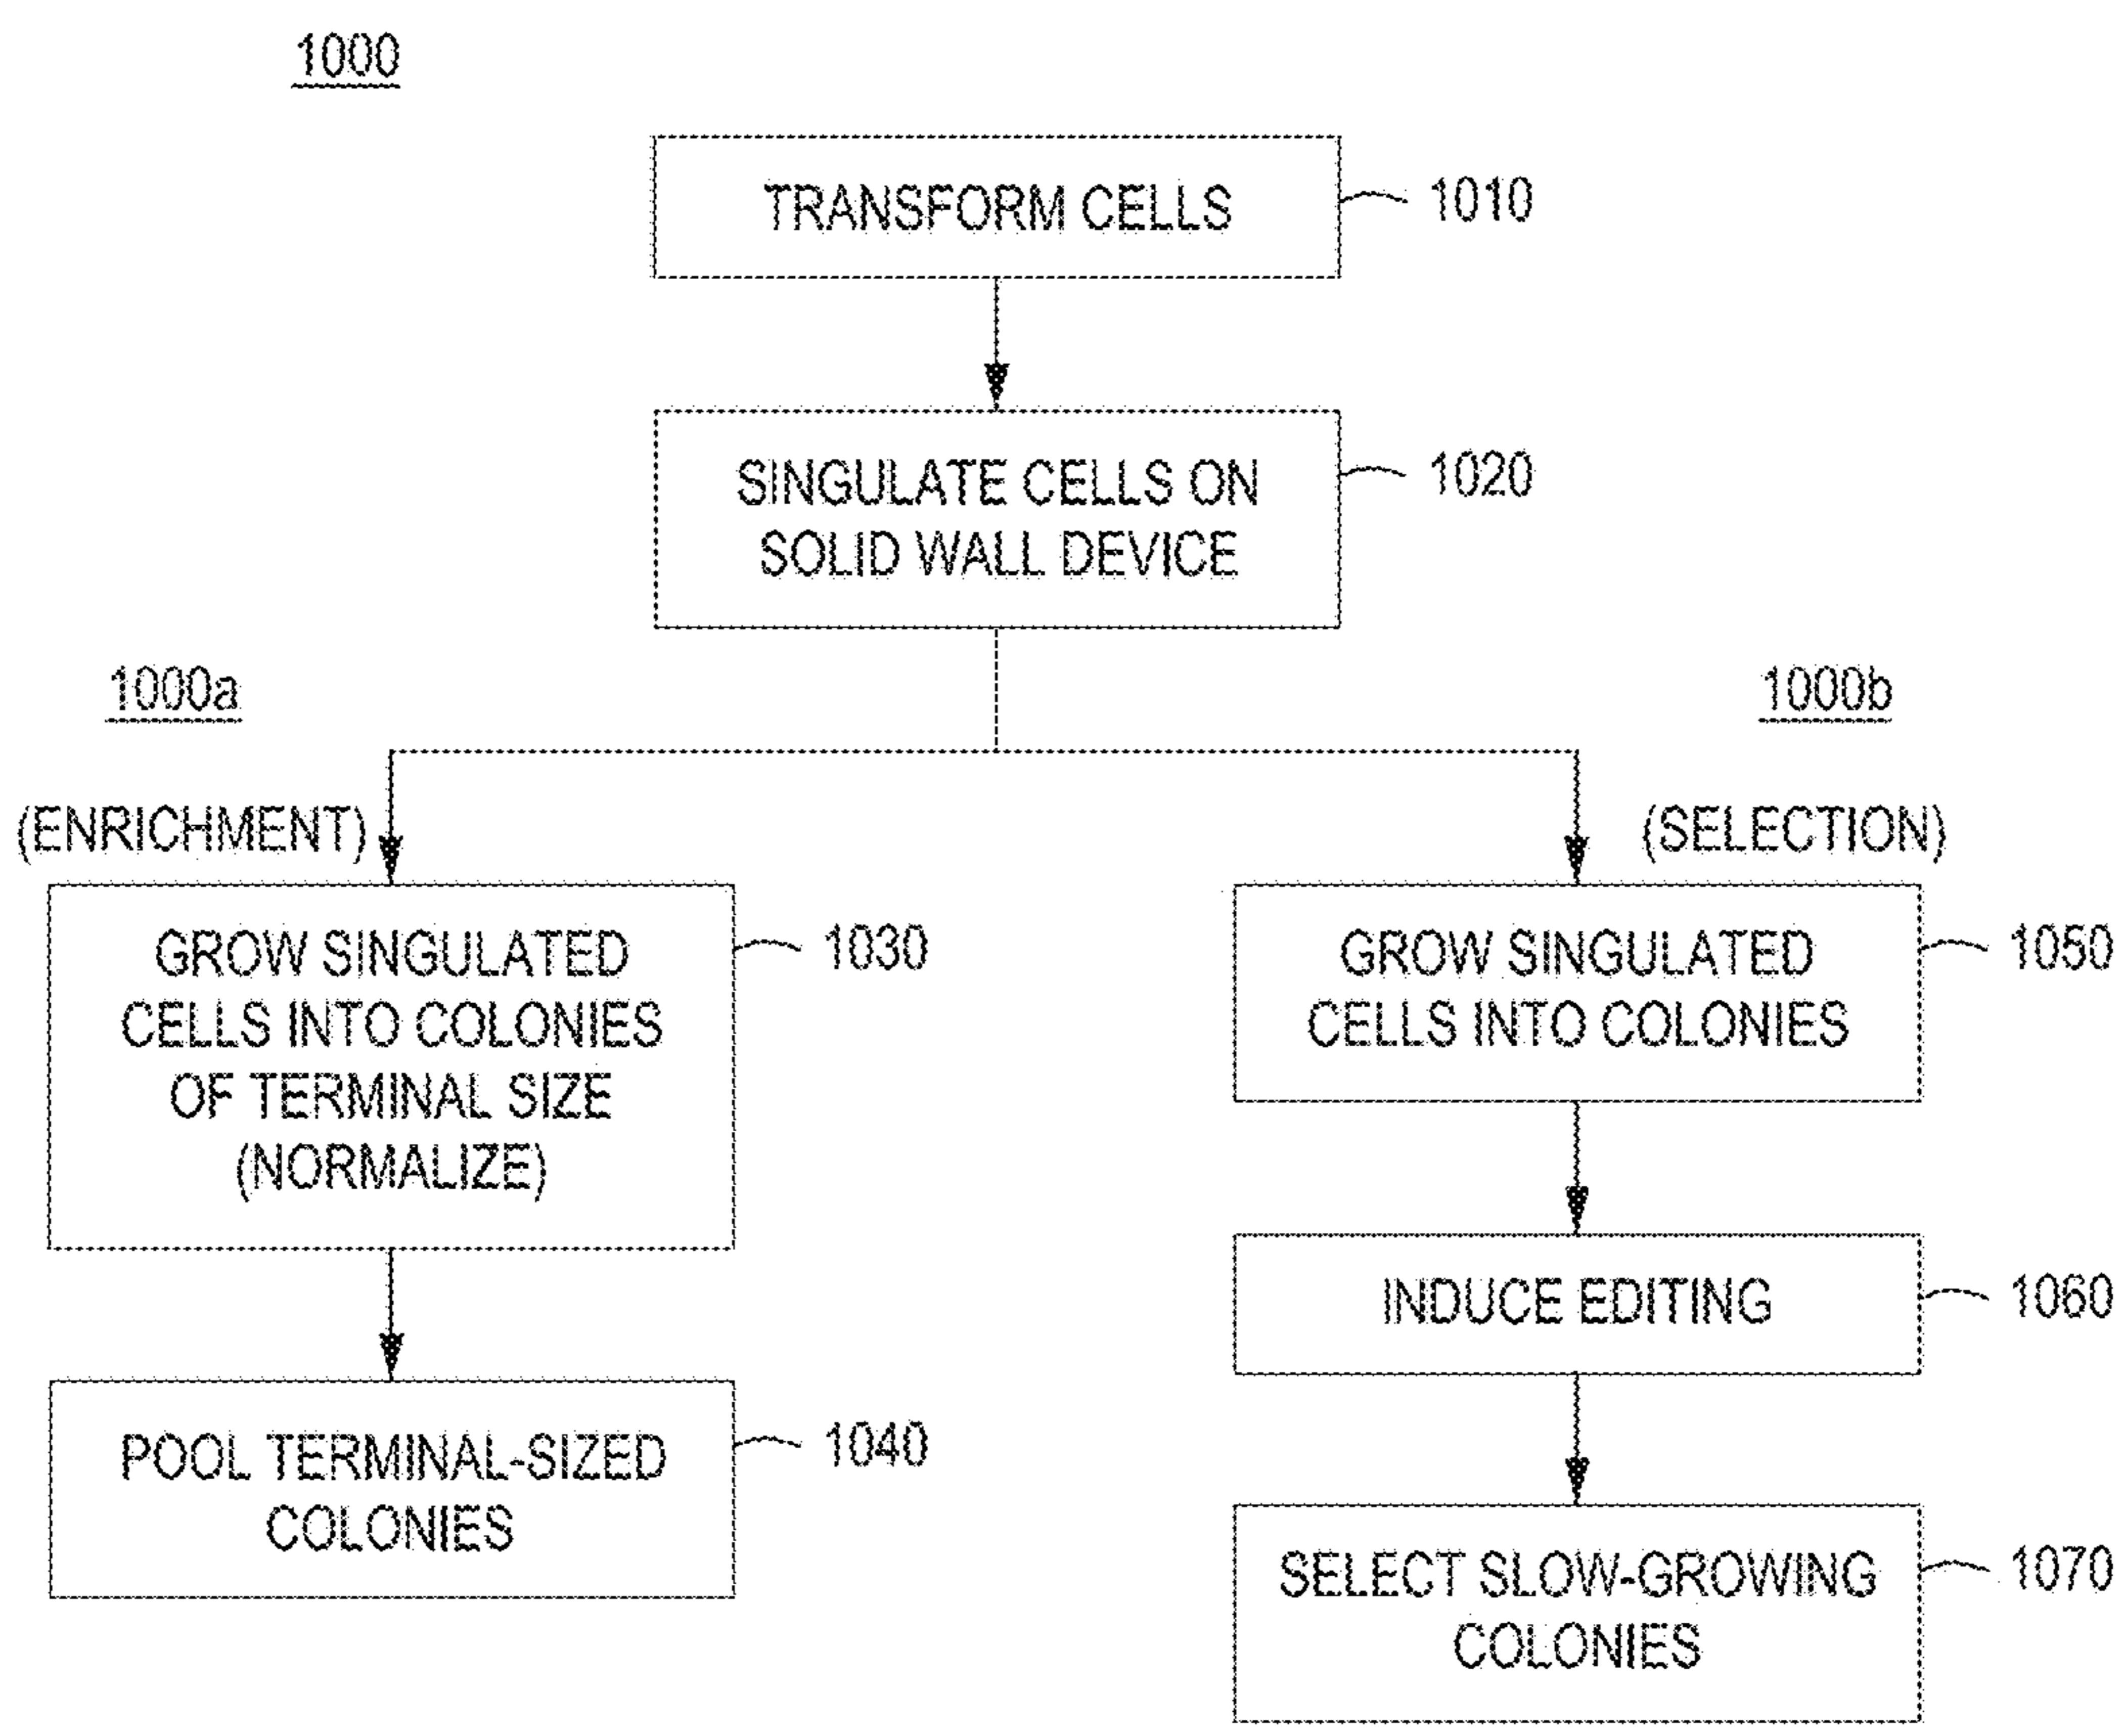 1000
TRANSFORM CELLS
1010
SINGULATE CELLS ON
SOLID WALL DEVICE
1020
1000a
1000b
(ENRICHMENT)
(SELECTION)
GROW SINGULATED
CELLS INTO COLONIES
OF TERMINAL SIZE
(NORMALIZE)
1030
POOL TERMINAL-SIZED
COLONIES
1040
GROW SINGULATED
CELLS INTO COLONIES
1050
INDUCE EDITING
1060
SELECT SLOW-GROWING
COLONIES
1070